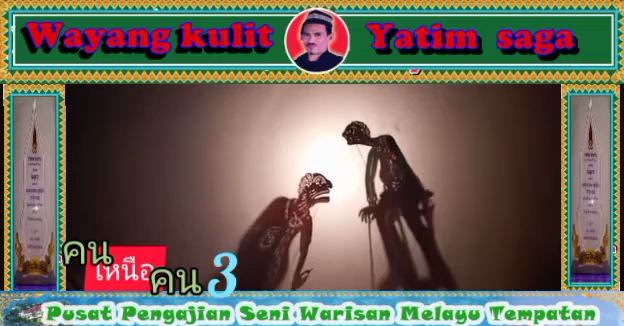 Wayang kulit Yatim saga
คน
เหนือ
คน 3
Pusat Pengajian Seni Warisan Melayu Tempatan